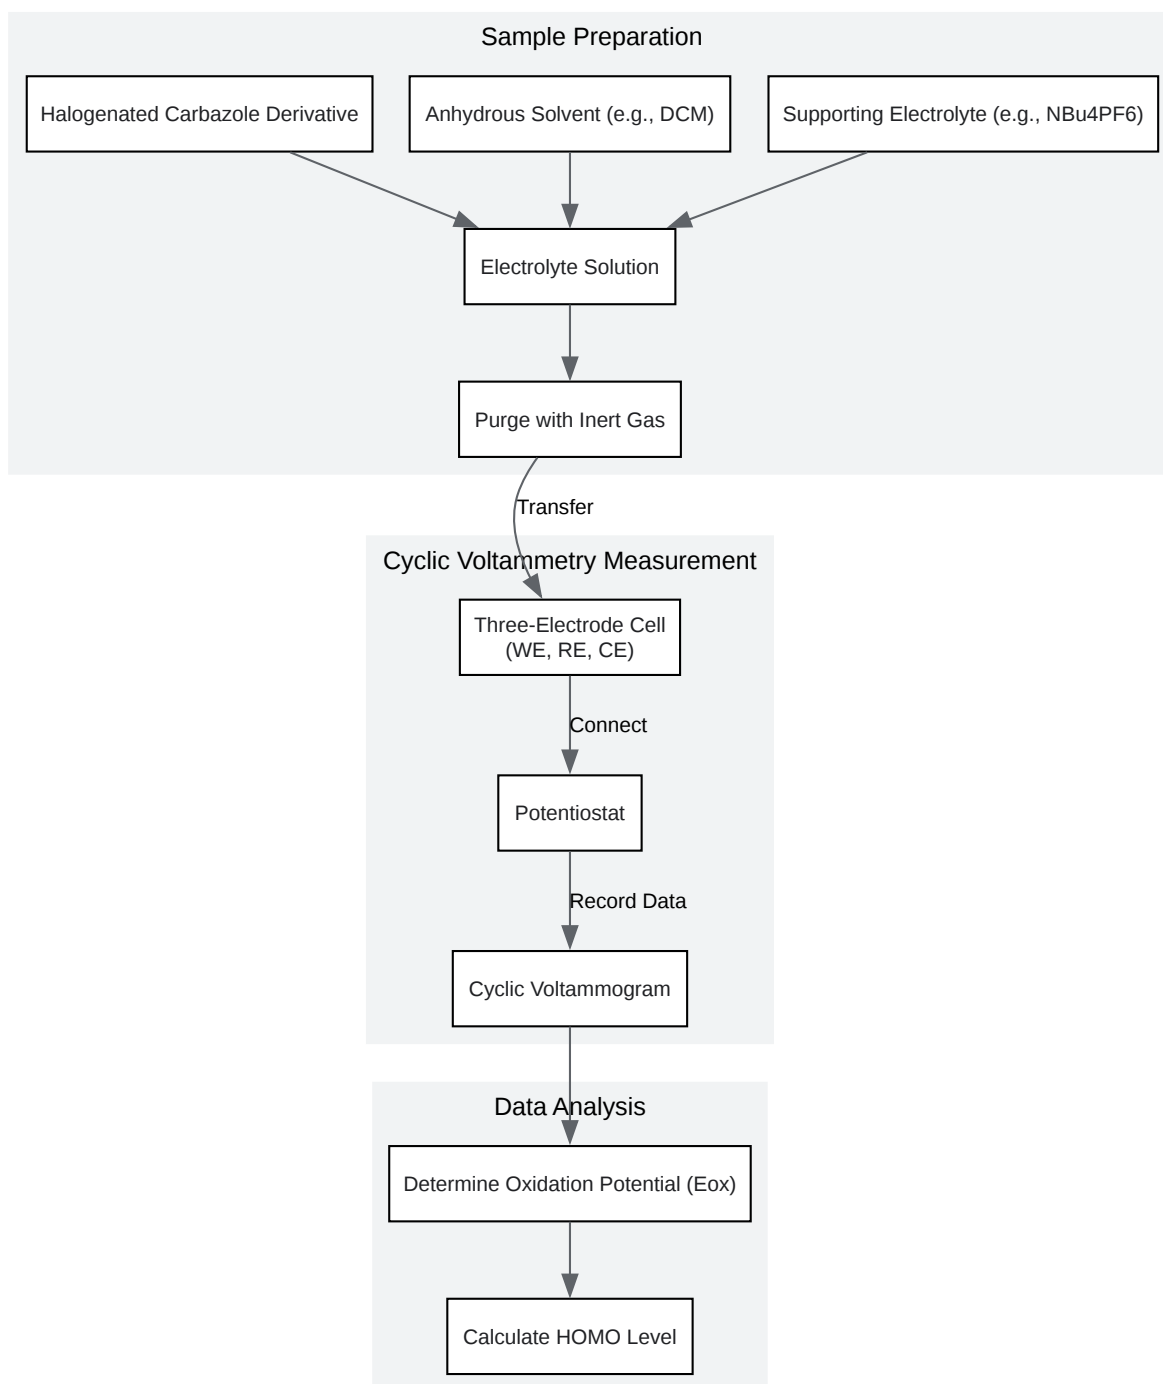 Sample Preparation
Halogenated Carbazole Derivative
Anhydrous Solvent (e.g., DCM)
Supporting Electrolyte (e.g., NBu4PF6)
Electrolyte Solution
Purge with Inert Gas
Transfer
Cyclic Voltammetry Measurement
Three-Electrode Cell
(WE, RE, CE)
Connect
Potentiostat
Record Data
Cyclic Voltammogram
Data Analysis
Determine Oxidation Potential (Eox)
Calculate HOMO Level